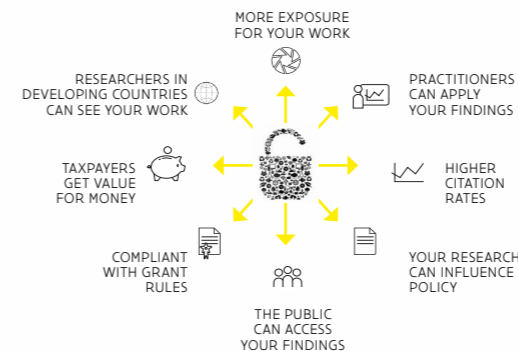 MORE EXPOSURE
FOR YOUR WORK
PRACTITIONERS
CAN APPLY
YOUR FINDINGS
HIGHER
CITATION
RATES
YOUR RESEARCH
CAN INFLUENCE
POLICY
THE PUBLIC
CAN ACCESS
YOUR FINDINGS
COMPLIANT
WITH GRANT
RULES
TAXPAYERS
GET VALUE
FOR MONEY
RESEARCHERS IN
DEVELOPING COUNTRIES
CAN SEE YOUR WORK